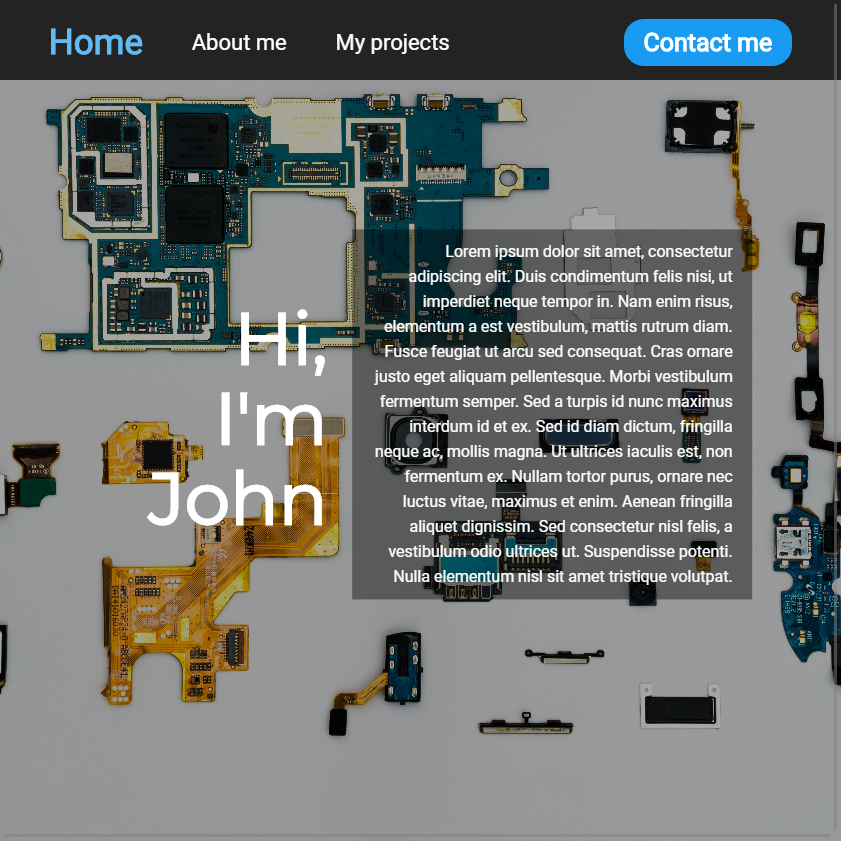 Home
About me
My projects
Contact me
Hi,
I'm
John
Lorem ipsum dolor sit amet, consectetur
adipiscing elit. Duis condimentum felis nisi, ut
imperdiet neque tempor in. Nam enim risus,
elementum a est vestibulum, mattis rutrum diam.
Fusce feugiat ut arcu sed consequat. Cras ornare
justo eget aliquam pellentesque. Morbi vestibulum
fermentum semper. Sed a turpis id nunc maximus
interdum id et ex. Sed id diam dictum, fringilla
neque ac, mollis magna. Ut ultrices iaculis est, non
fermentum ex. Nullam tortor purus, ornare nec
luctus vitae, maximus et enim. Aenean fringilla
aliquet dignissim. Sed consectetur nisl felis, a
vestibulum odio ultrices ut. Suspendisse potenti.
Nulla elementum nisl sit amet tristique volutpat.